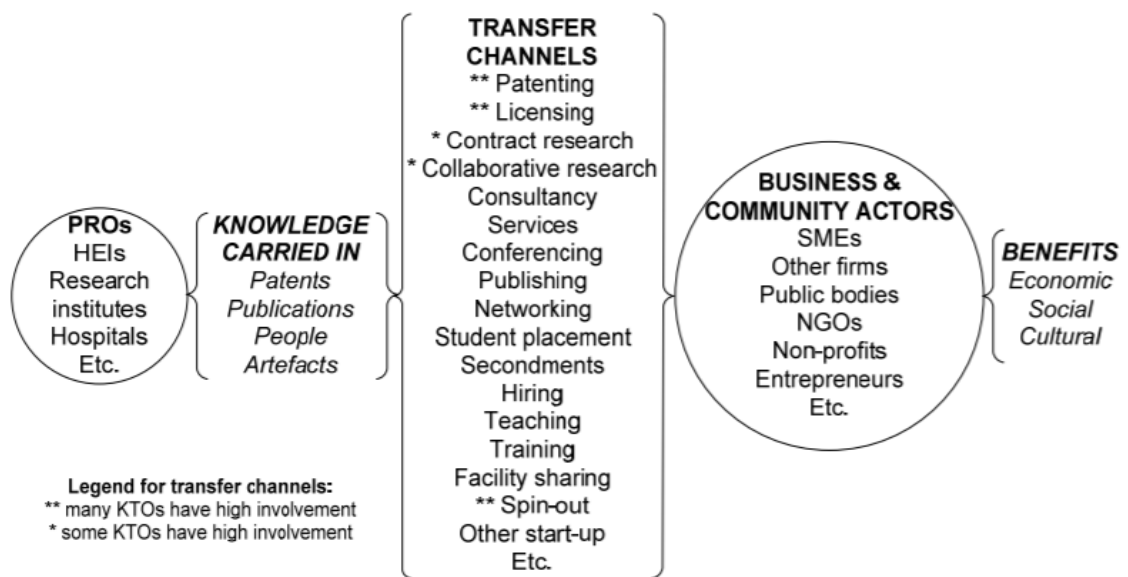 PROs
HEIs
Research
institutes
Hospitals
Etc.
KNOWLEDGE
CARRIED IN
Patents
Publications
People
Artefacts
TRANSFER
CHANNELS
** Patenting
** Licensing
* Contract research
* Collaborative research
Consultancy
Services
Conferencing
Publishing
Networking
Student placement
Secondments
Hiring
Teaching
Training
Facility sharing
** Spin-out
Other start-up
Etc.
BUSINESS &
COMMUNITY ACTORS
SMEs
Other firms
Public bodies
NGOs
Non-profits
Entrepreneurs
Etc.
BENEFITS
Economic
Social
Cultural
Legend for transfer channels:
** many KTOs have high involvement
* some KTOs have high involvement